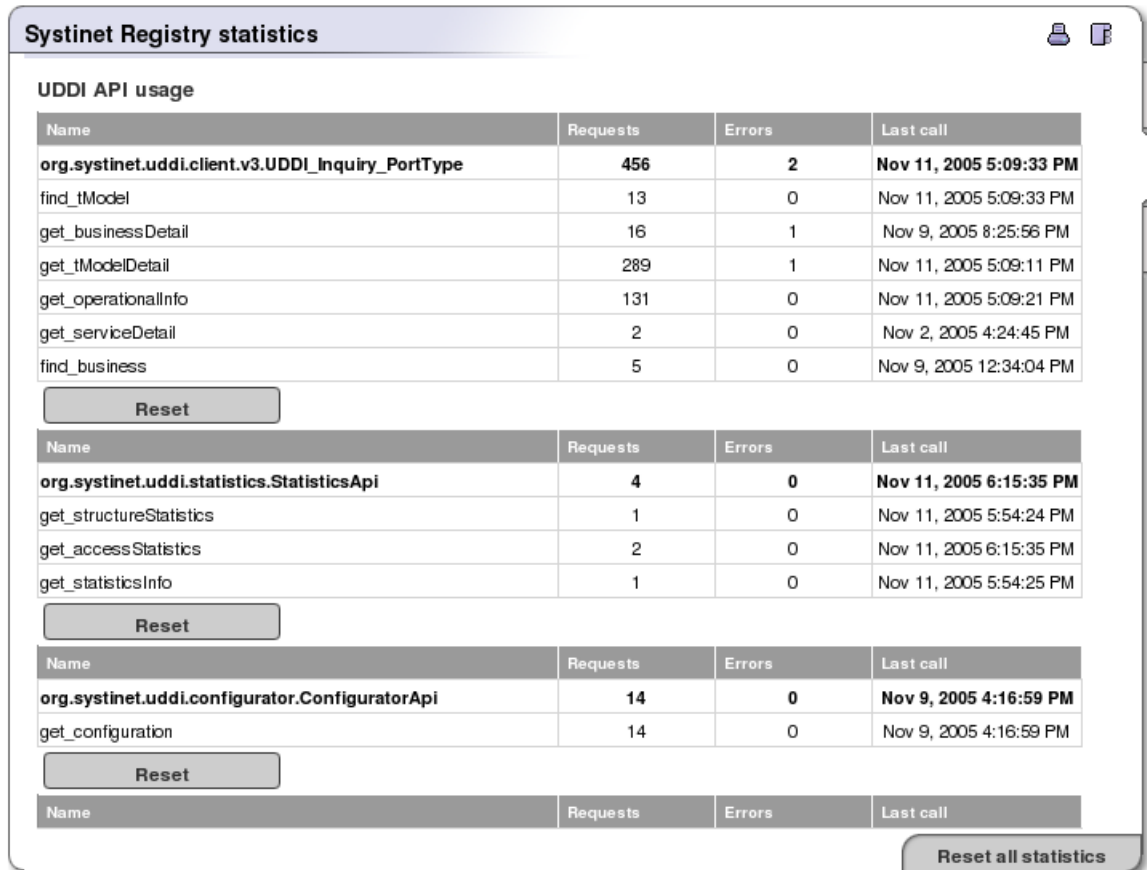 Systinet Registry statistics
UDDI API usage
Name Requests Errors Last call
org.systinet.uddi.client.v3.UDDI_Inquiry_PortType 456 2 Nov 11, 2005 5:09:33 PM
find_tModel 13 0 Nov 11, 2005 5:09:33 PM
get_businessDetail 16 1 Nov 9, 2005 8:25:56 PM
get_tModelDetail 289 1 Nov 11, 2005 5:09:11 PM
get_operationalInfo 131 0 Nov 11, 2005 5:09:21 PM
get_serviceDetail 2 0 Nov 2, 2005 4:24:45 PM
find_business 5 0 Nov 9, 2005 12:34:04 PM
Reset
Name Requests Errors Last call
org.systinet.uddi.statistics.StatisticsApi 4 0 Nov 11, 2005 6:15:35 PM
get_structureStatistics 1 0 Nov 11, 2005 5:54:24 PM
get_accessStatistics 2 0 Nov 11, 2005 6:15:35 PM
get_statisticsInfo 1 0 Nov 11, 2005 5:54:25 PM
Reset
Name Requests Errors Last call
org.systinet.uddi.configurator.ConfiguratorApi 14 0 Nov 9, 2005 4:16:59 PM
get_configuration 14 0 Nov 9, 2005 4:16:59 PM
Reset
Name Requests Errors Last call
Reset all statistics